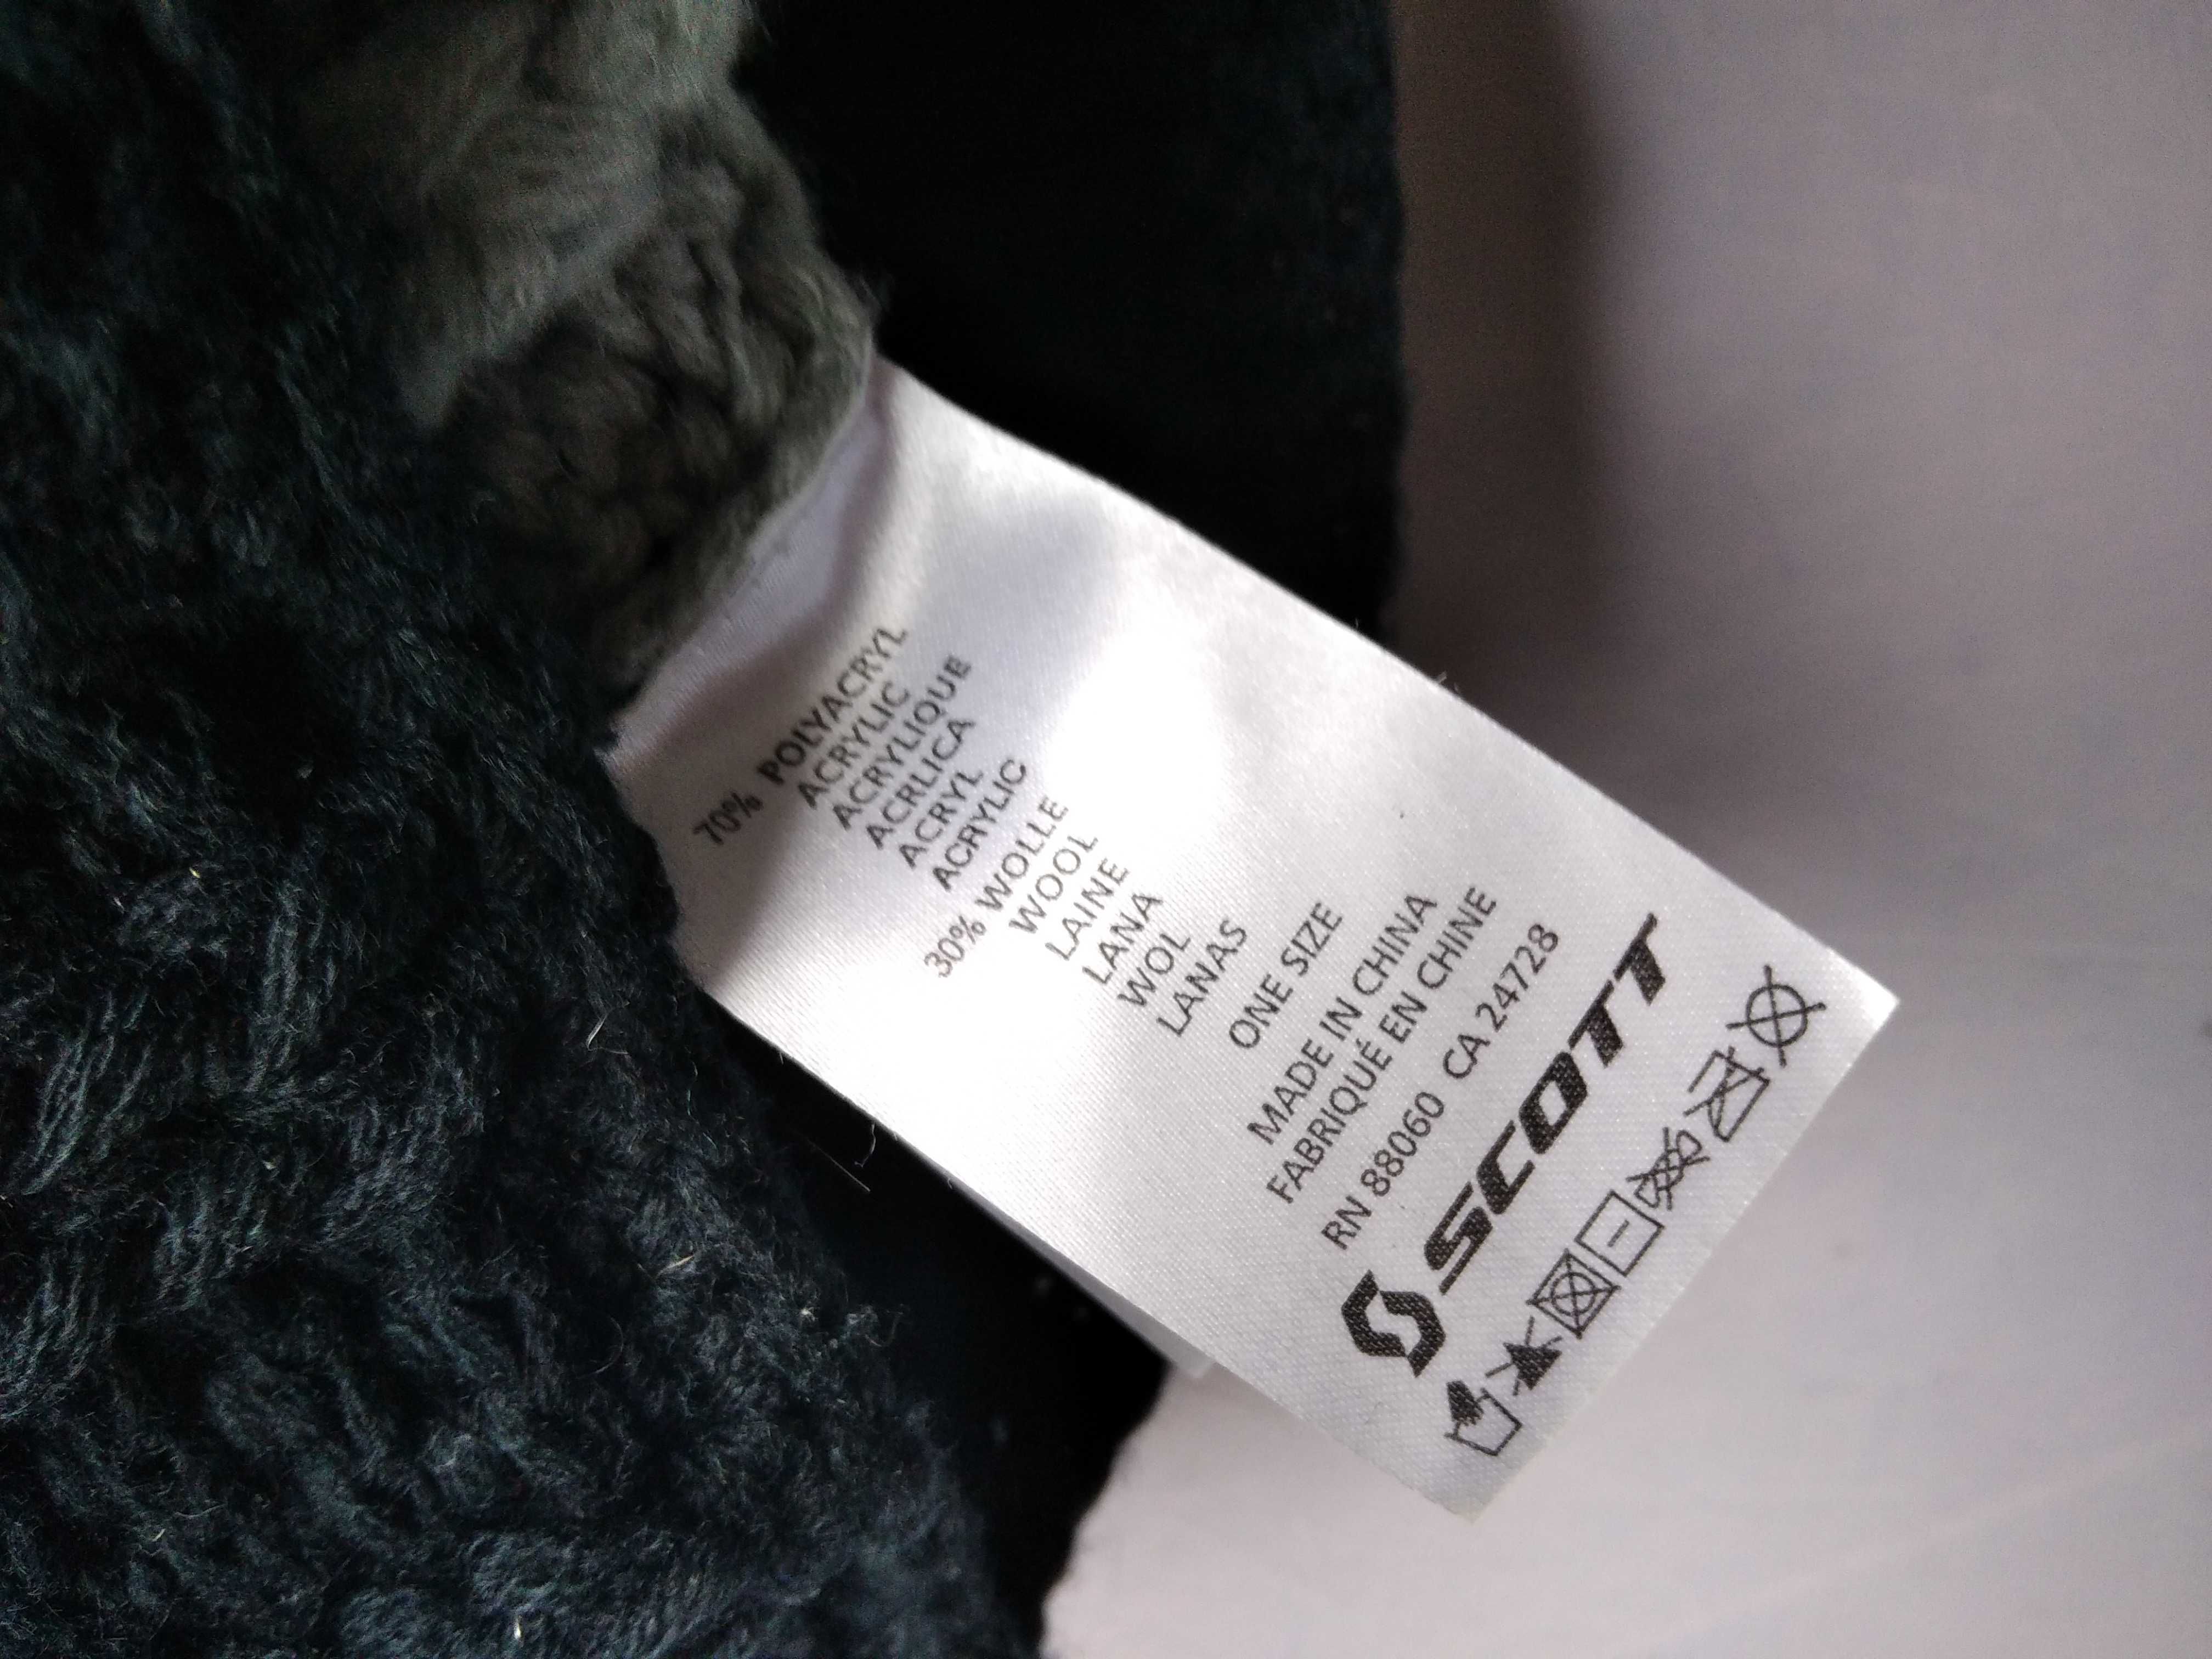 70% POLYACRYL
ACRYLIC
ACRYLIQUE
ACRLICA
ACRYL
ACRYLIC
30% WOLLE
WOOL
LAINE
LANA
WOL
LANAS
ONE SIZE
MADE IN CHINA
FABRIQUÉ EN CHINE
RN 88060 CA 24728
SCOTT